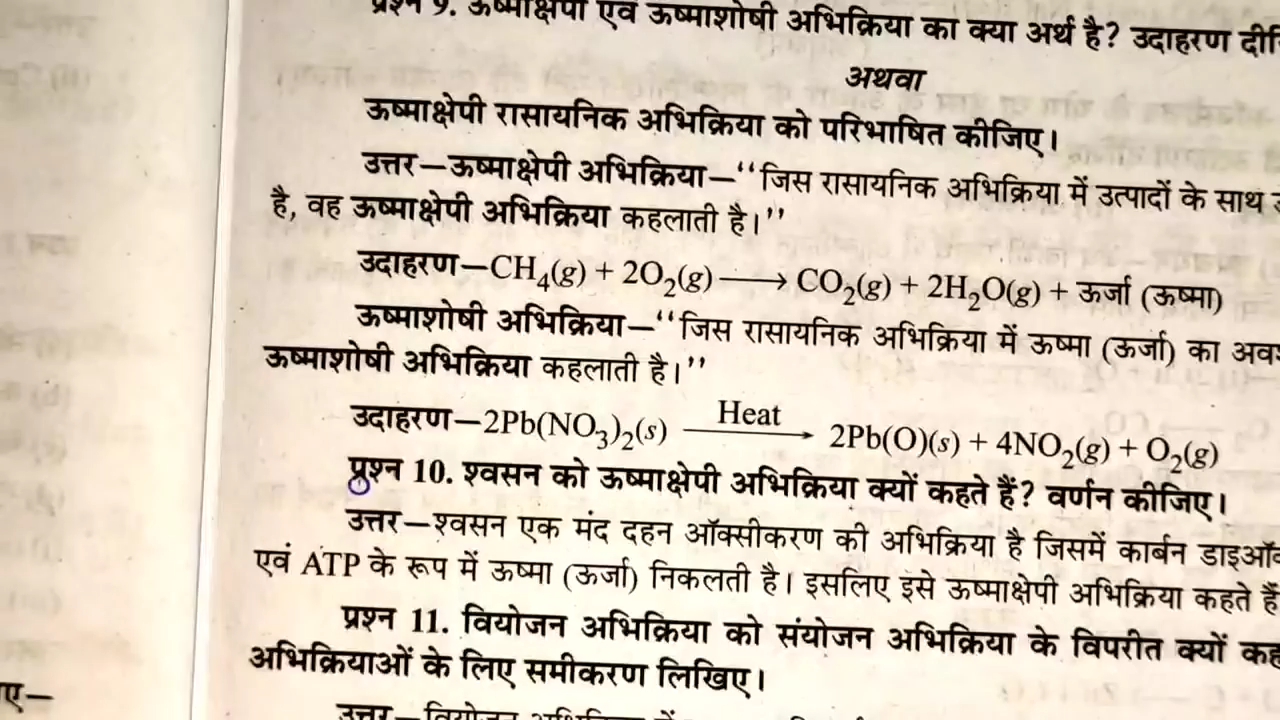 प्रश्न 9. ऊष्माक्षेपी एवं ऊष्माशोषी अभिक्रिया का क्या अर्थ है? उदाहरण
अथवा
ऊष्माक्षेपी रासायनिक अभिक्रिया को परिभाषित कीजिए।
उत्तर—ऊष्माक्षेपी अभिक्रिया—‘‘जिस रासायनिक अभिक्रिया में उत्पादों के साथ
है, वह ऊष्माक्षेपी अभिक्रिया कहलाती है।’’
उदाहरण—CH₄(g) + 2O₂(g) ⟶ CO₂(g) + 2H₂O(g) + ऊर्जा (ऊष्मा)
ऊष्माशोषी अभिक्रिया—‘‘जिस रासायनिक अभिक्रिया में ऊष्मा (ऊर्जा) का
ऊष्माशोषी अभिक्रिया कहलाती है।’’
उदाहरण—2Pb(NO₃)₂(s) Heat⟶ 2Pb(O)(s) + 4NO₂(g) + O₂(g)
प्रश्न 10. श्वसन को ऊष्माक्षेपी अभिक्रिया क्यों कहते हैं? वर्णन कीजिए।
उत्तर—श्वसन एक मंद दहन ऑक्सीकरण की अभिक्रिया है जिसमें कार्बन
एवं ATP के रूप में ऊष्मा (ऊर्जा) निकलती है। इसलिए इसे ऊष्माक्षेपी अभिक्रिया कहते हैं
प्रश्न 11. वियोजन अभिक्रिया को संयोजन अभिक्रिया के विपरीत क्यों
अभिक्रियाओं के लिए समीकरण लिखिए।
उत्तर—वियोजन अभिक्रिया में